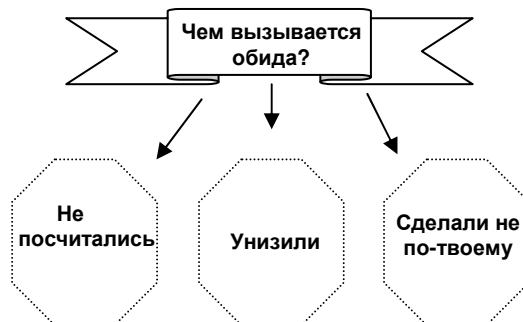 Чем вызывается
обида?
Не
посчитались
Унизили
Сделали не
по-твоему